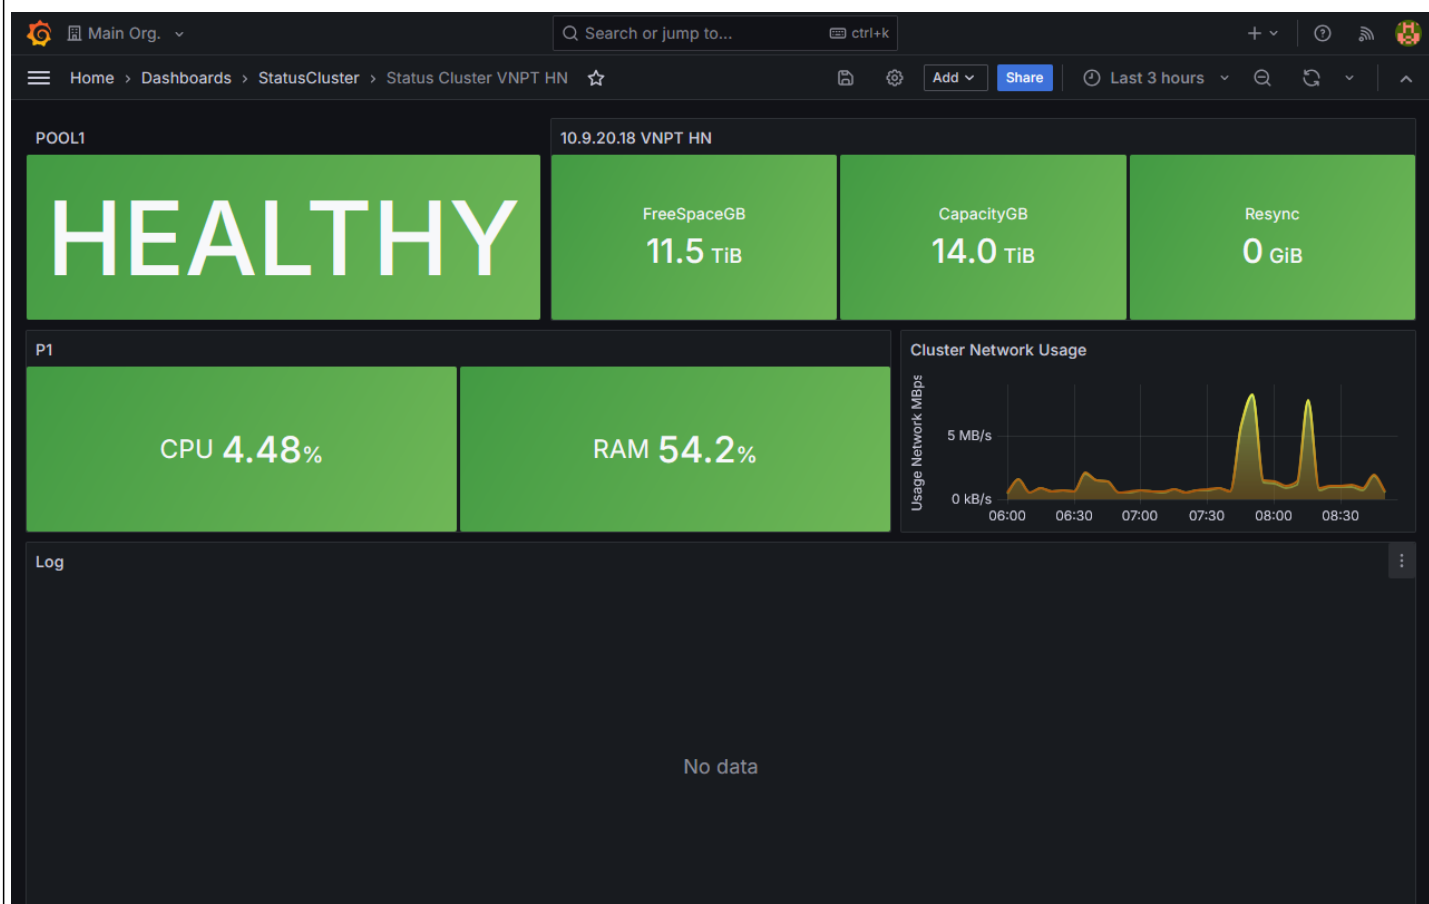 Main Org.
Search or jump to...
ctrl+k
Home › Dashboards › StatusCluster › Status Cluster VNPT HN
Add
Share
Last 3 hours
POOL1
HEALTHY
10.9.20.18 VNPT HN
FreeSpaceGB
11.5 TiB
CapacityGB
14.0 TiB
Resync
0 GiB
P1
CPU 4.48%
RAM 54.2%
Cluster Network Usage
Usage Network MBps
5 MB/s
0 kB/s
06:00 06:30 07:00 07:30 08:00 08:30
Log
No data